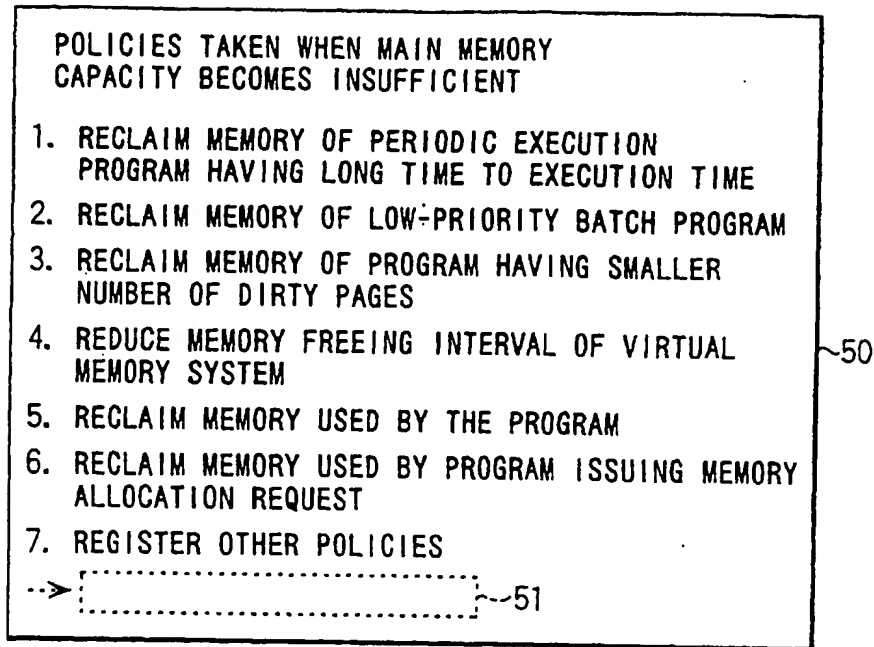 POLICIES TAKEN WHEN MAIN MEMORY
CAPACITY BECOMES INSUFFICIENT
1. RECLAIM MEMORY OF PERIODIC EXECUTION
PROGRAM HAVING LONG TIME TO EXECUTION TIME
2. RECLAIM MEMORY OF LOW-PRIORITY BATCH PROGRAM
3. RECLAIM MEMORY OF PROGRAM HAVING SMALLER
NUMBER OF DIRTY PAGES
4. REDUCE MEMORY FREEING INTERVAL OF VIRTUAL
MEMORY SYSTEM
50
5. RECLAIM MEMORY USED BY THE PROGRAM
6. RECLAIM MEMORY USED BY PROGRAM ISSUING MEMORY
ALLOCATION REQUEST
7. REGISTER OTHER POLICIES
51